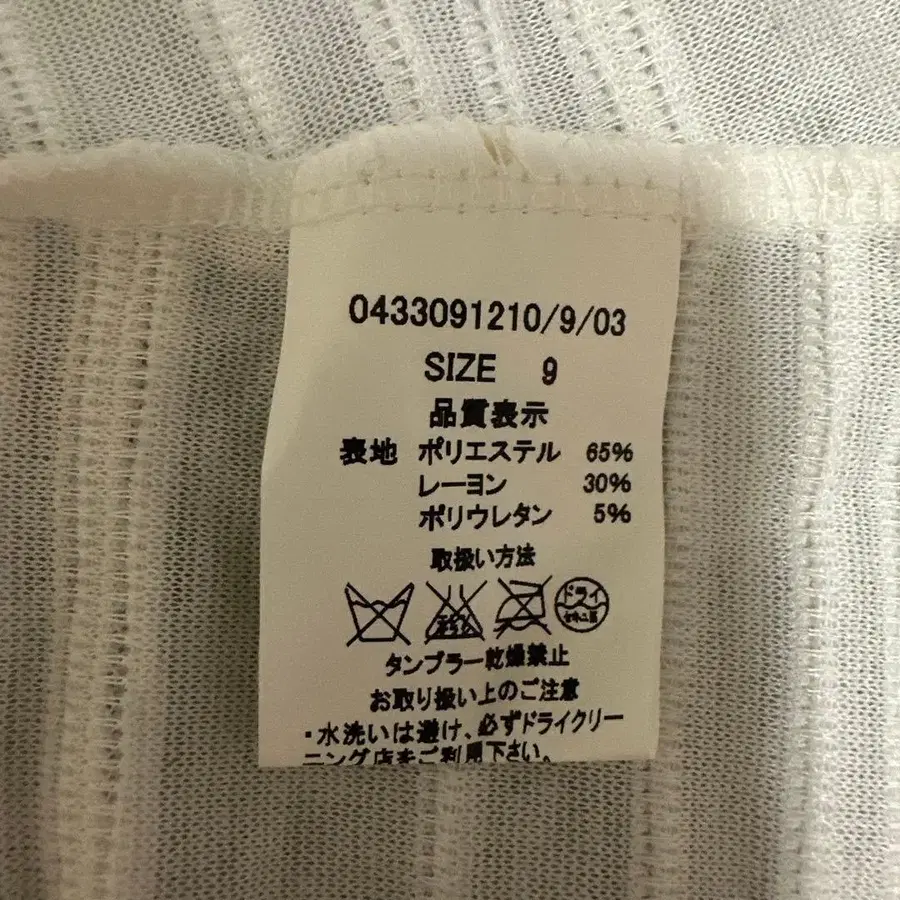 0433091210/9/03
SIZE 9
品質表示
表地 ポリエステル 65%
レーヨン 30%
ポリウレタン 5%
取扱い方法
ドライ
タンブラー乾燥禁止
お取り扱い上のご注意
・水洗いは避け、必ずドライクリー
ニング店をご利用下さい。